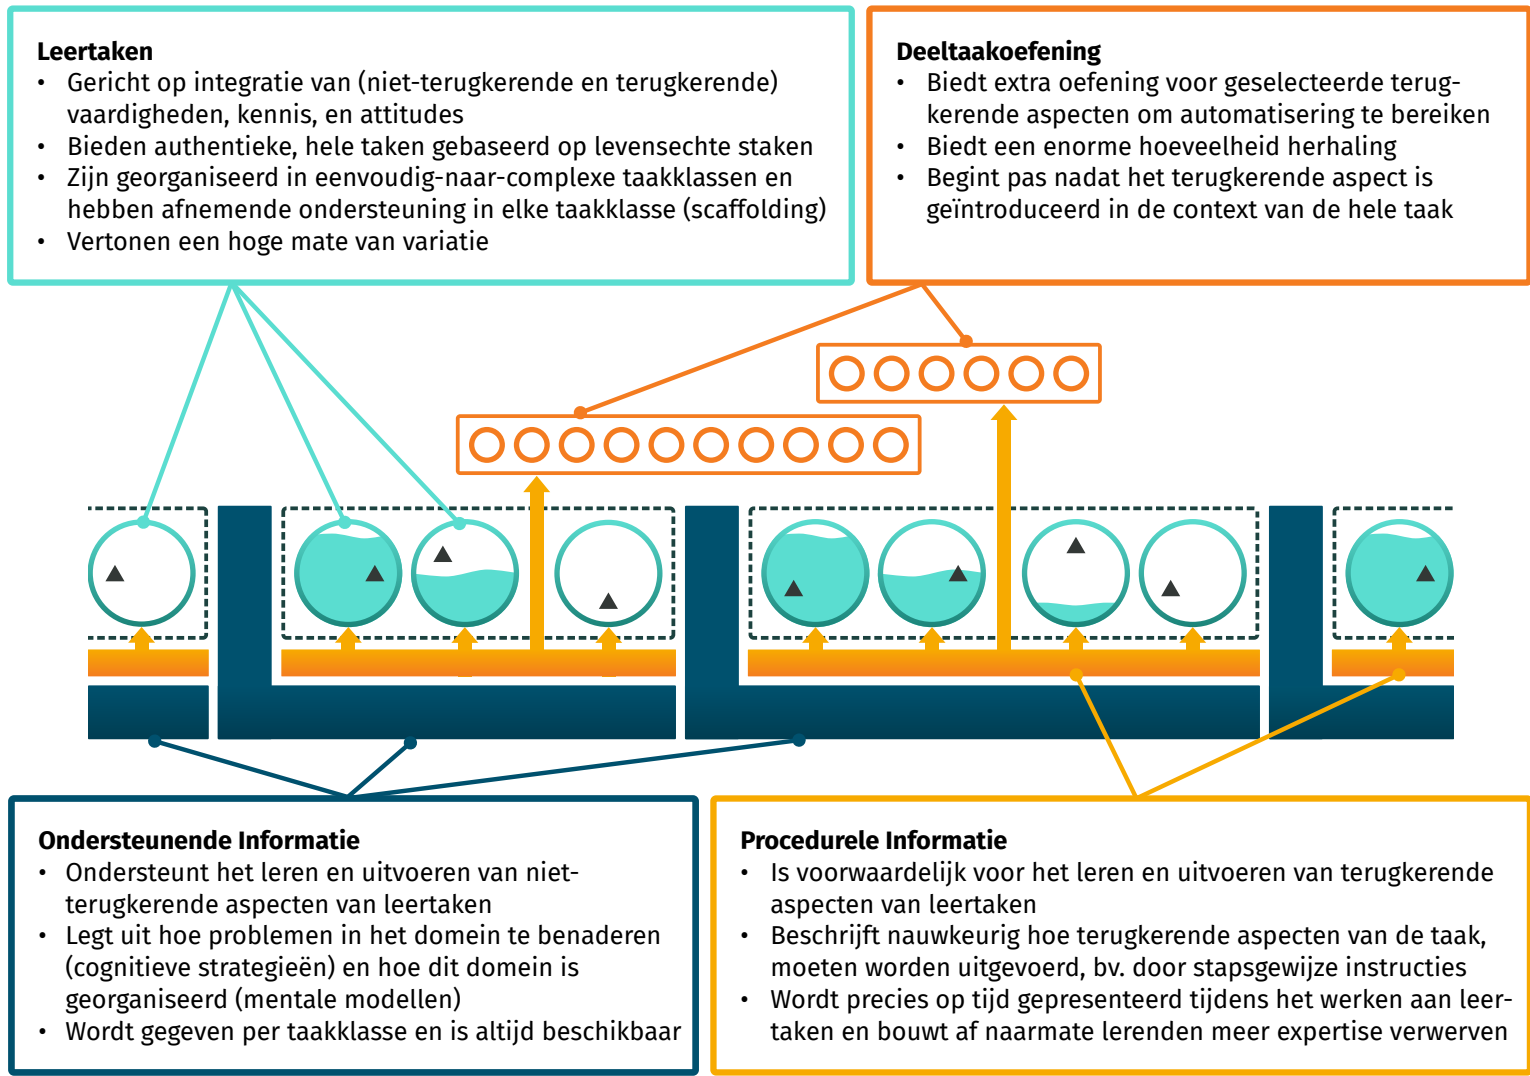 Leertaken
• Gericht op integratie van (niet-terugkerende en terugkerende)
vaardigheden, kennis, en attitudes
• Bieden authentieke, hele taken gebaseerd op levensechte staken
• Zijn georganiseerd in eenvoudig-naar-complexe taakklassen en
hebben afnemende ondersteuning in elke taakklasse (scaffolding)
• Vertonen een hoge mate van variatie
Deeltaakoefening
• Biedt extra oefening voor geselecteerde terug-
kerende aspecten om automatisering te bereiken
• Biedt een enorme hoeveelheid herhaling
• Begint pas nadat het terugkerende aspect is
geïntroduceerd in de context van de hele taak
Ondersteunende Informatie
• Ondersteunt het leren en uitvoeren van niet-
terugkerende aspecten van leertaken
• Legt uit hoe problemen in het domein te benaderen
(cognitieve strategieën) en hoe dit domein is
georganiseerd (mentale modellen)
• Wordt gegeven per taakklasse en is altijd beschikbaar
Procedurele Informatie
• Is voorwaardelijk voor het leren en uitvoeren van terugkerende
aspecten van leertaken
• Beschrijft nauwkeurig hoe terugkerende aspecten van de taak,
moeten worden uitgevoerd, bv. door stapsgewijze instructies
• Wordt precies op tijd gepresenteerd tijdens het werken aan leer-
taken en bouwt af naarmate lerenden meer expertise verwerven